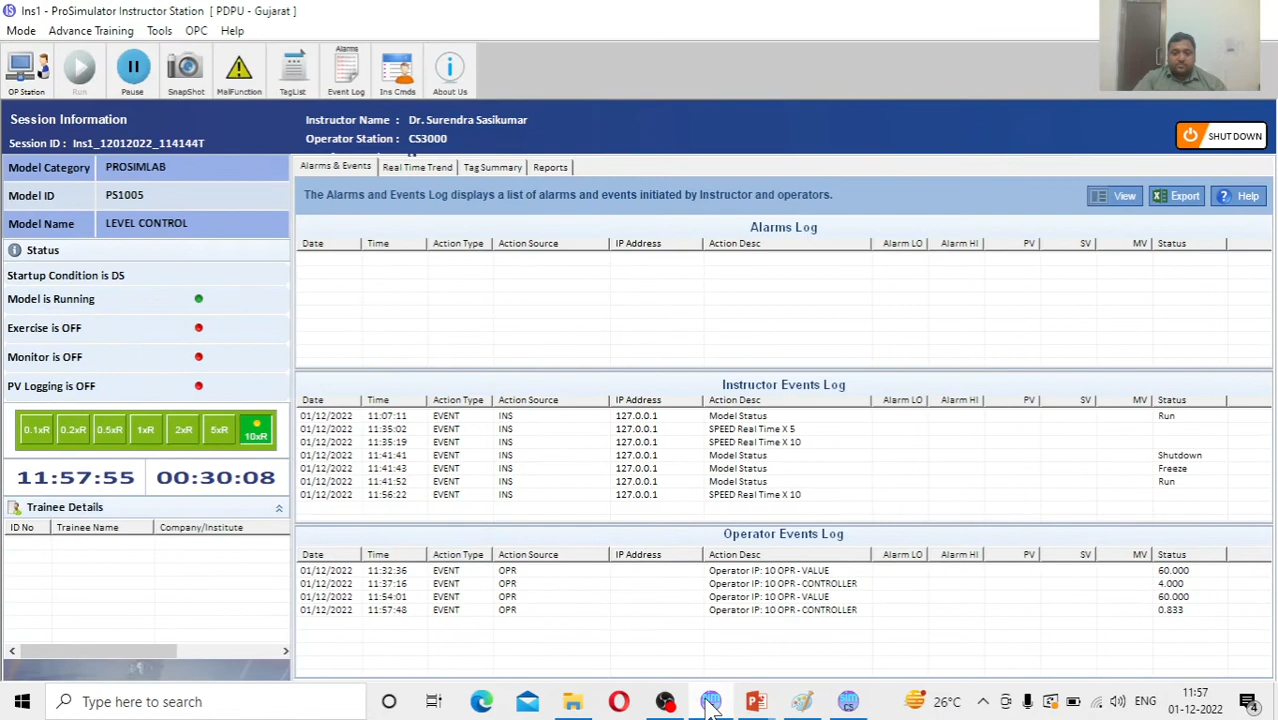 Ins1 - ProSimulator Instructor Station [ PDPU - Gujarat ]
Mode Advance Training Tools OPC Help
Alarms
OP Station Run Pause SnapShot MalFunction TagList Event Log Ins Cmds About Us
Session Information
Session ID : Ins1_12012022_114144T
Instructor Name : Dr. Surendra Sasikumar
Operator Station : CS3000
SHUT DOWN
Model Category PROSIMLAB
Model ID PS1005
Model Name LEVEL CONTROL
Status
Startup Condition is DS
Model is Running
Exercise is OFF
Monitor is OFF
PV Logging is OFF
0.1xR 0.2xR 0.5xR 1xR 2xR 5xR 10xR
11:57:55 00:30:08
Trainee Details
ID No Trainee Name Company/Institute
Alarms & Events Real Time Trend Tag Summary Reports
The Alarms and Events Log displays a list of alarms and events initiated by Instructor and operators.
View Export Help
Alarms Log
Date Time Action Type Action Source IP Address Action Desc Alarm LO Alarm HI PV SV MV Status
Instructor Events Log
Date Time Action Type Action Source IP Address Action Desc Alarm LO Alarm HI PV SV MV Status
01/12/2022 11:07:11 EVENT INS 127.0.0.1 Model Status Run
01/12/2022 11:35:02 EVENT INS 127.0.0.1 SPEED Real Time X 5
01/12/2022 11:35:19 EVENT INS 127.0.0.1 SPEED Real Time X 10
01/12/2022 11:41:41 EVENT INS 127.0.0.1 Model Status Shutdown
01/12/2022 11:41:43 EVENT INS 127.0.0.1 Model Status Freeze
01/12/2022 11:41:52 EVENT INS 127.0.0.1 Model Status Run
01/12/2022 11:56:22 EVENT INS 127.0.0.1 SPEED Real Time X 10
Operator Events Log
Date Time Action Type Action Source IP Address Action Desc Alarm LO Alarm HI PV SV MV Status
01/12/2022 11:32:36 EVENT OPR Operator IP: 10 OPR - VALUE 60.000
01/12/2022 11:37:16 EVENT OPR Operator IP: 10 OPR - CONTROLLER 4.000
01/12/2022 11:54:01 EVENT OPR Operator IP: 10 OPR - VALUE 60.000
01/12/2022 11:57:48 EVENT OPR Operator IP: 10 OPR - CONTROLLER 0.833
Type here to search
26°C
ENG
11:57
01-12-2022
4